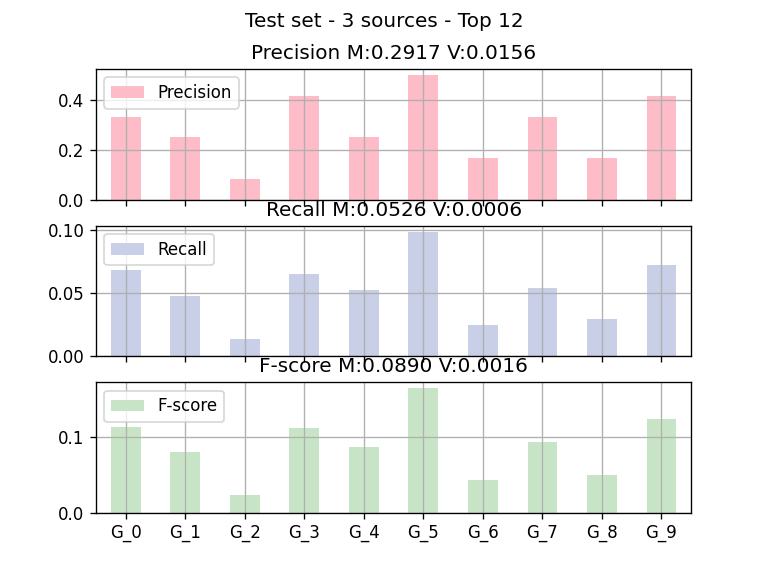 Test set - 3 sources - Top 12
Precision M:0.2917 V:0.0156
Precision
0.4
0.2
0.0
Recall M:0.0526 V:0.0006
Recall
0.10
0.05
0.00
F-score M:0.0890 V:0.0016
F-score
0.1
0.0
G_0 G_1 G_2 G_3 G_4 G_5 G_6 G_7 G_8 G_9